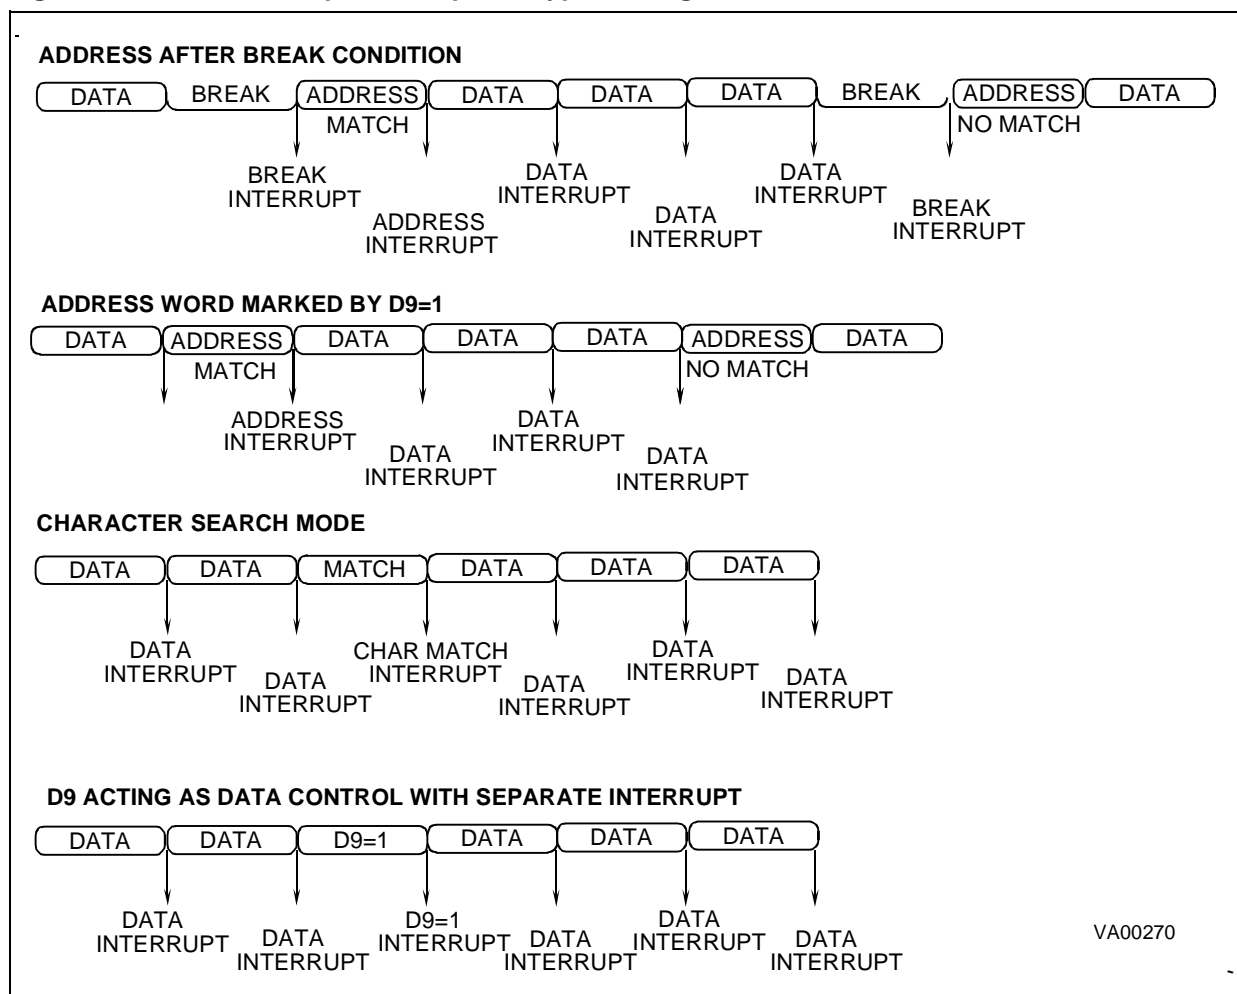 ADDRESS AFTER BREAK CONDITION
DATA BREAK ADDRESS DATA DATA DATA BREAK ADDRESS DATA
MATCH NO MATCH
BREAK INTERRUPT
ADDRESS INTERRUPT
DATA INTERRUPT
DATA INTERRUPT
DATA INTERRUPT
BREAK INTERRUPT
ADDRESS WORD MARKED BY D9=1
DATA ADDRESS DATA DATA DATA ADDRESS DATA
MATCH NO MATCH
ADDRESS INTERRUPT
DATA INTERRUPT
DATA INTERRUPT
DATA INTERRUPT
CHARACTER SEARCH MODE
DATA DATA MATCH DATA DATA DATA
DATA INTERRUPT
DATA INTERRUPT
CHAR MATCH INTERRUPT
DATA INTERRUPT
DATA INTERRUPT
DATA INTERRUPT
D9 ACTING AS DATA CONTROL WITH SEPARATE INTERRUPT
DATA DATA D9=1 DATA DATA DATA
DATA INTERRUPT
DATA INTERRUPT
D9=1 INTERRUPT
DATA INTERRUPT
DATA INTERRUPT
DATA INTERRUPT
VA00270